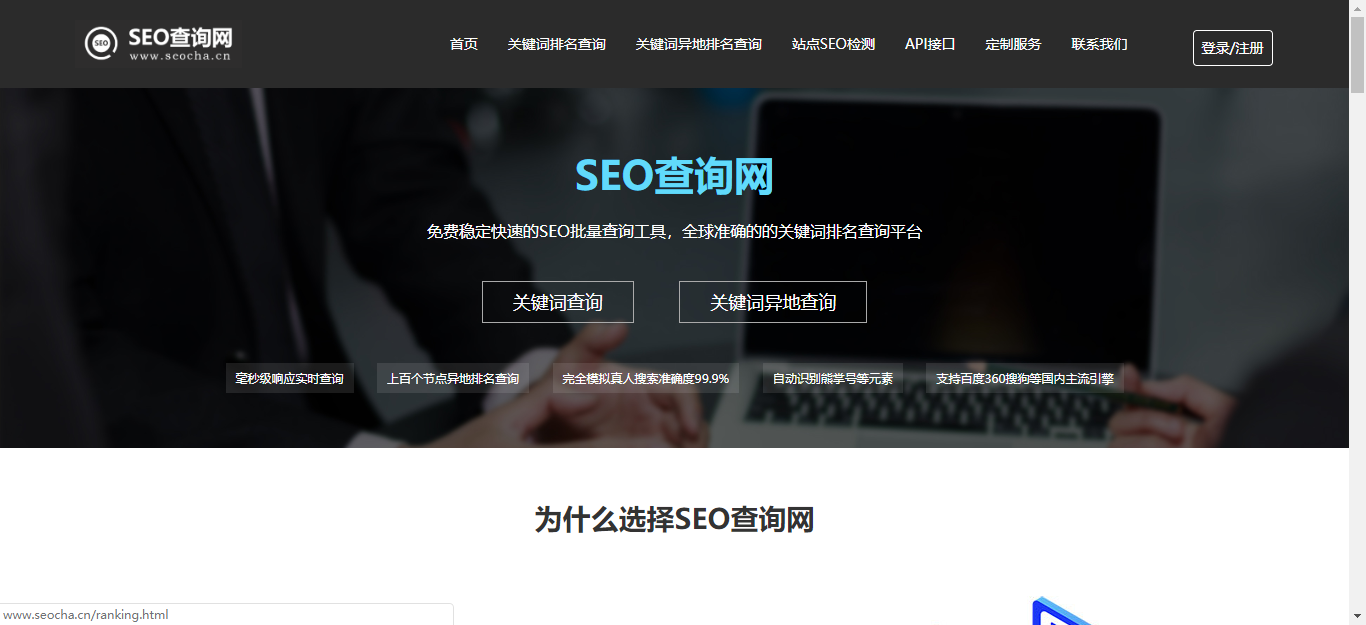 SEO
SEO查询网
www.seocha.cn
首页 关键词排名查询 关键词异地排名查询 站点SEO检测 API接口 定制服务 联系我们 登录/注册
SEO查询网
免费稳定快速的SEO批量查询工具，全球准确的的关键词排名查询平台
关键词查询 关键词异地查询
毫秒级响应实时查询 上百个节点异地排名查询 完全模拟真人搜索准确度99.9% 自动识别熊掌号等元素 支持百度360搜狗等国内主流引擎
为什么选择SEO查询网
www.seocha.cn/ranking.html